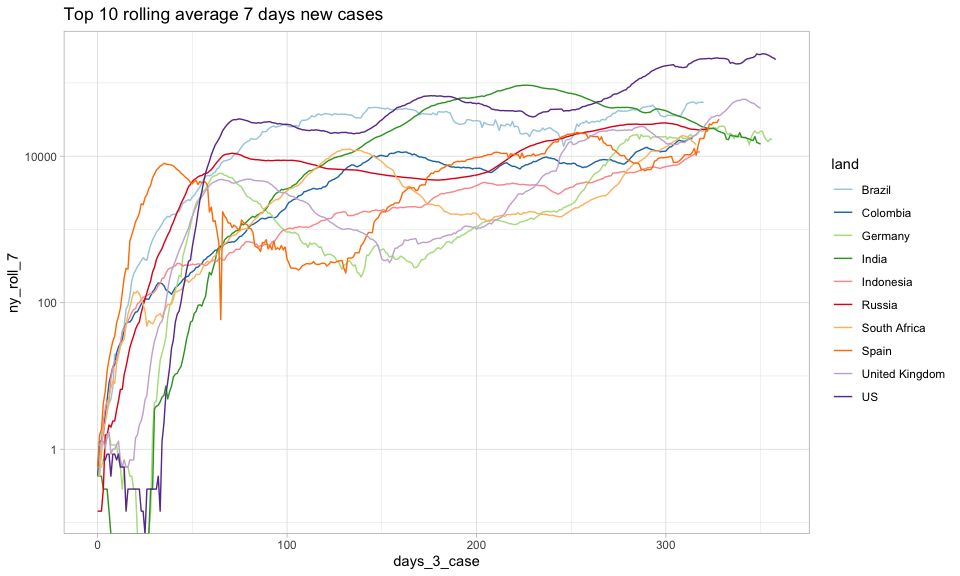 Top 10 rolling average 7 days new cases
ny_roll_7
10000
100
1
0
100
200
300
days_3_case
land
Brazil
Colombia
Germany
India
Indonesia
Russia
South Africa
Spain
United Kingdom
US